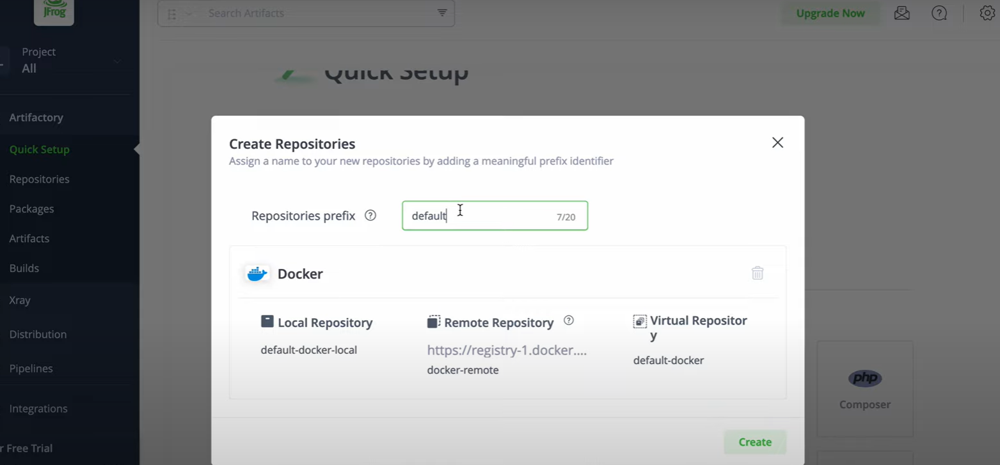 JFrog
Search Artifacts
Upgrade Now
Project
All
Quick Setup
Artifactory
Quick Setup
Repositories
Packages
Artifacts
Builds
Xray
Distribution
Pipelines
Integrations
r Free Trial
Create Repositories
Assign a name to your new repositories by adding a meaningful prefix identifier
Repositories prefix
default
7/20
Docker
Local Repository
default-docker-local
Remote Repository
https://registry-1.docker....
docker-remote
Virtual Repositor
y
default-docker
Create
php
Composer